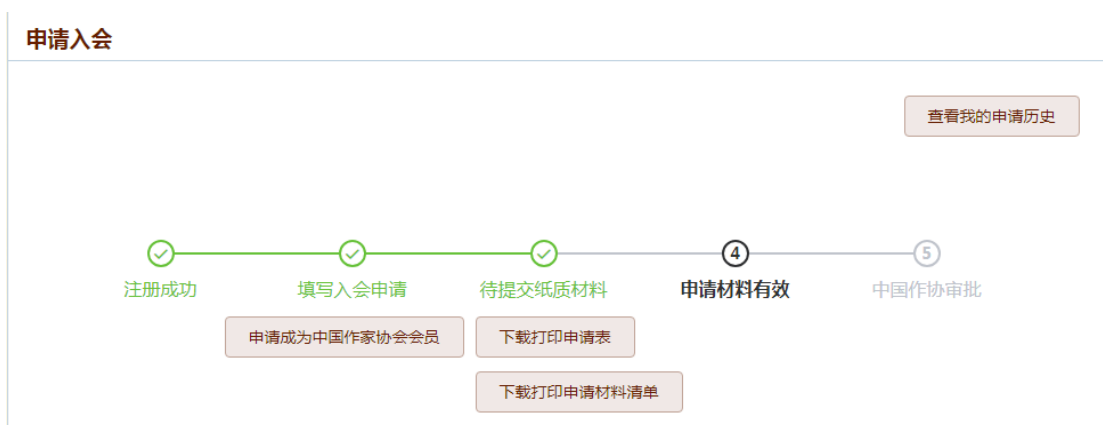 申请入会
查看我的申请历史
4
5
注册成功
填写入会申请
待提交纸质材料
申请材料有效
中国作协审批
申请成为中国作家协会会员
下载打印申请表
下载打印申请材料清单